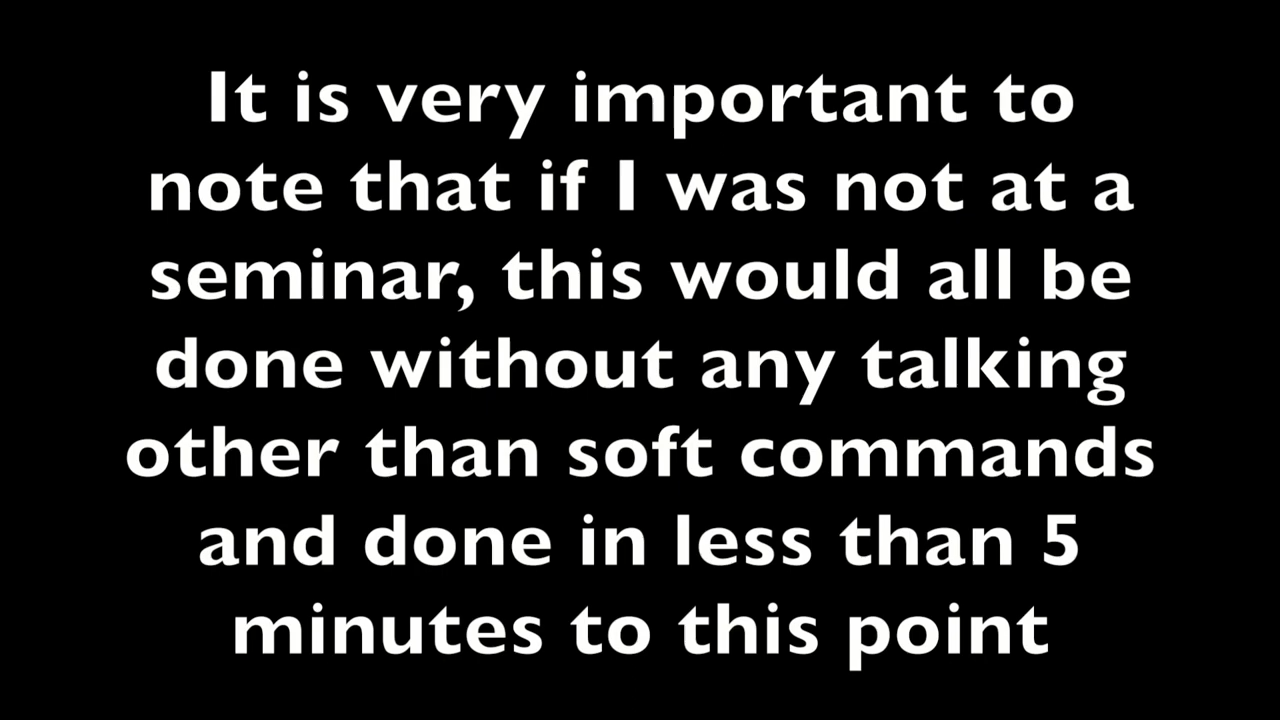 It is very important to
note that if I was not at a
seminar, this would all be
done without any talking
other than soft commands
and done in less than 5
minutes to this point